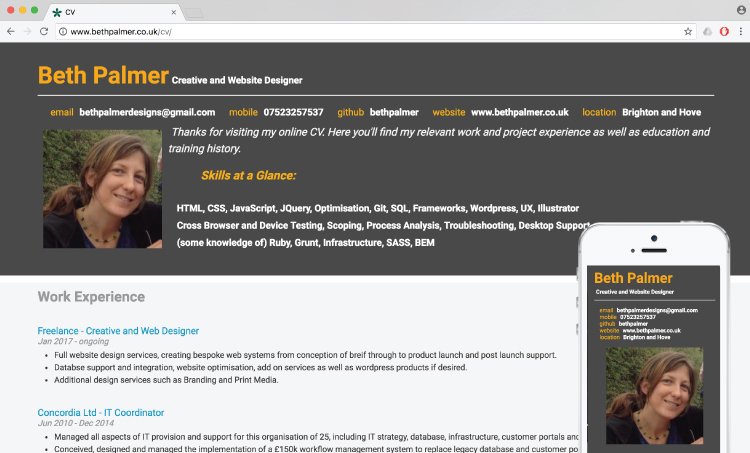 CV
www.bethpalmer.co.uk/cv/
Beth Palmer Creative and Website Designer
email bethpalmerdesigns@gmail.com mobile 07523257537 github bethpalmer website www.bethpalmer.co.uk location Brighton and Hove
Thanks for visiting my online CV. Here you'll find my relevant work and project experience as well as education and
training history.
Skills at a Glance:
HTML, CSS, JavaScript, JQuery, Optimisation, Git, SQL, Frameworks, Wordpress, UX, Illustrator
Cross Browser and Device Testing, Scoping, Process Analysis, Troubleshooting, Desktop Support
(some knowledge of) Ruby, Grunt, Infrastructure, SASS, BEM
Work Experience
Freelance - Creative and Web Designer
Jan 2017 - ongoing
Full website design services, creating bespoke web systems from conception of breif through to product launch and post launch support.
Databse support and integration, website optimisation, add on services as well as wordpress products if desired.
Additional design services such as Branding and Print Media.
Concordia Ltd - IT Coordinator
Jun 2010 - Dec 2014
Managed all aspects of IT provision and support for this organisation of 25, including IT strategy, database, infrastructure, customer portals and
Conceived, designed and managed the implementation of a £150k workflow management system to replace legacy database and customer
Beth Palmer
Creative and Website Designer
email bethpalmerdesigns@gmail.com
mobile 07523257537
github bethpalmer
website www.bethpalmer.co.uk
location Brighton and Hove